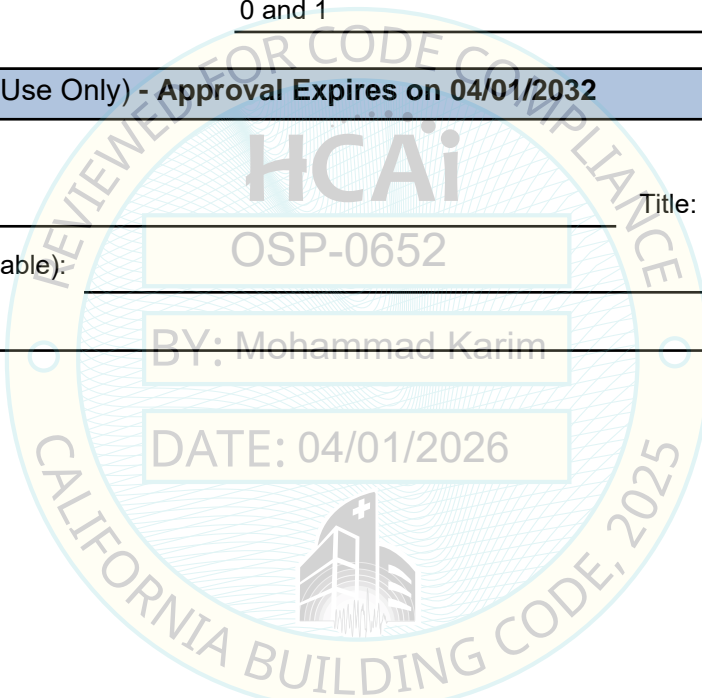 0 and 1
Use Only) - Approval Expires on 04/01/2032
REVIEWED FOR CODE COMPLIANCE
HCAi
Title:
OSP-0652
able):
BY: Mohammad Karim
DATE: 04/01/2026
CALIFORNIA BUILDING CODE, 2025